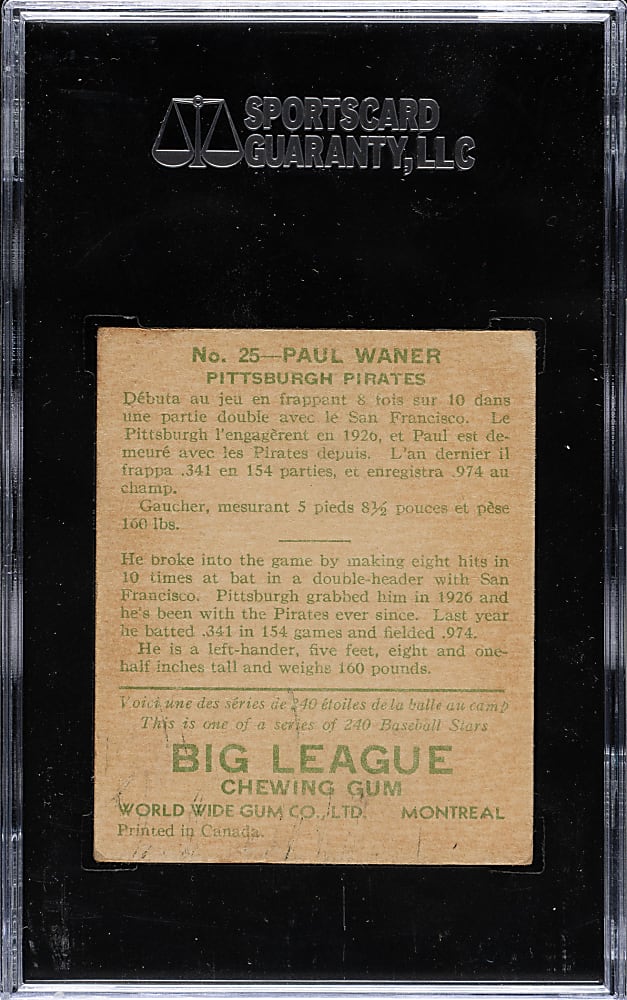 SPORTSCARD
GUARANTY, LLC
No. 25—PAUL WANER
PITTSBURGH PIRATES
Débuta au jeu en frappant 8 fois sur 10 dans
une partie double avec le San Francisco. Le
Pittsburgh l'engagèrent en 1926, et Paul est de-
meuré avec les Pirates depuis. L'an dernier il
frappa .341 en 154 parties, et enregistra .974 au
champ.
Gaucher, mesurant 5 pieds 8½ pouces et pèse
160 lbs.
He broke into the game by making eight hits in
10 times at bat in a double-header with San
Francisco. Pittsburgh grabbed him in 1926 and
he's been with the Pirates ever since. Last year
he batted .341 in 154 games and fielded .974.
He is a left-hander, five feet, eight and one-
half inches tall and weighs 160 pounds.
Voici une des séries de 240 étoiles de la balle au camp
This is one of a series of 240 Baseball Stars
BIG LEAGUE
CHEWING GUM
WORLD WIDE GUM CO., LTD. MONTREAL
Printed in Canada.